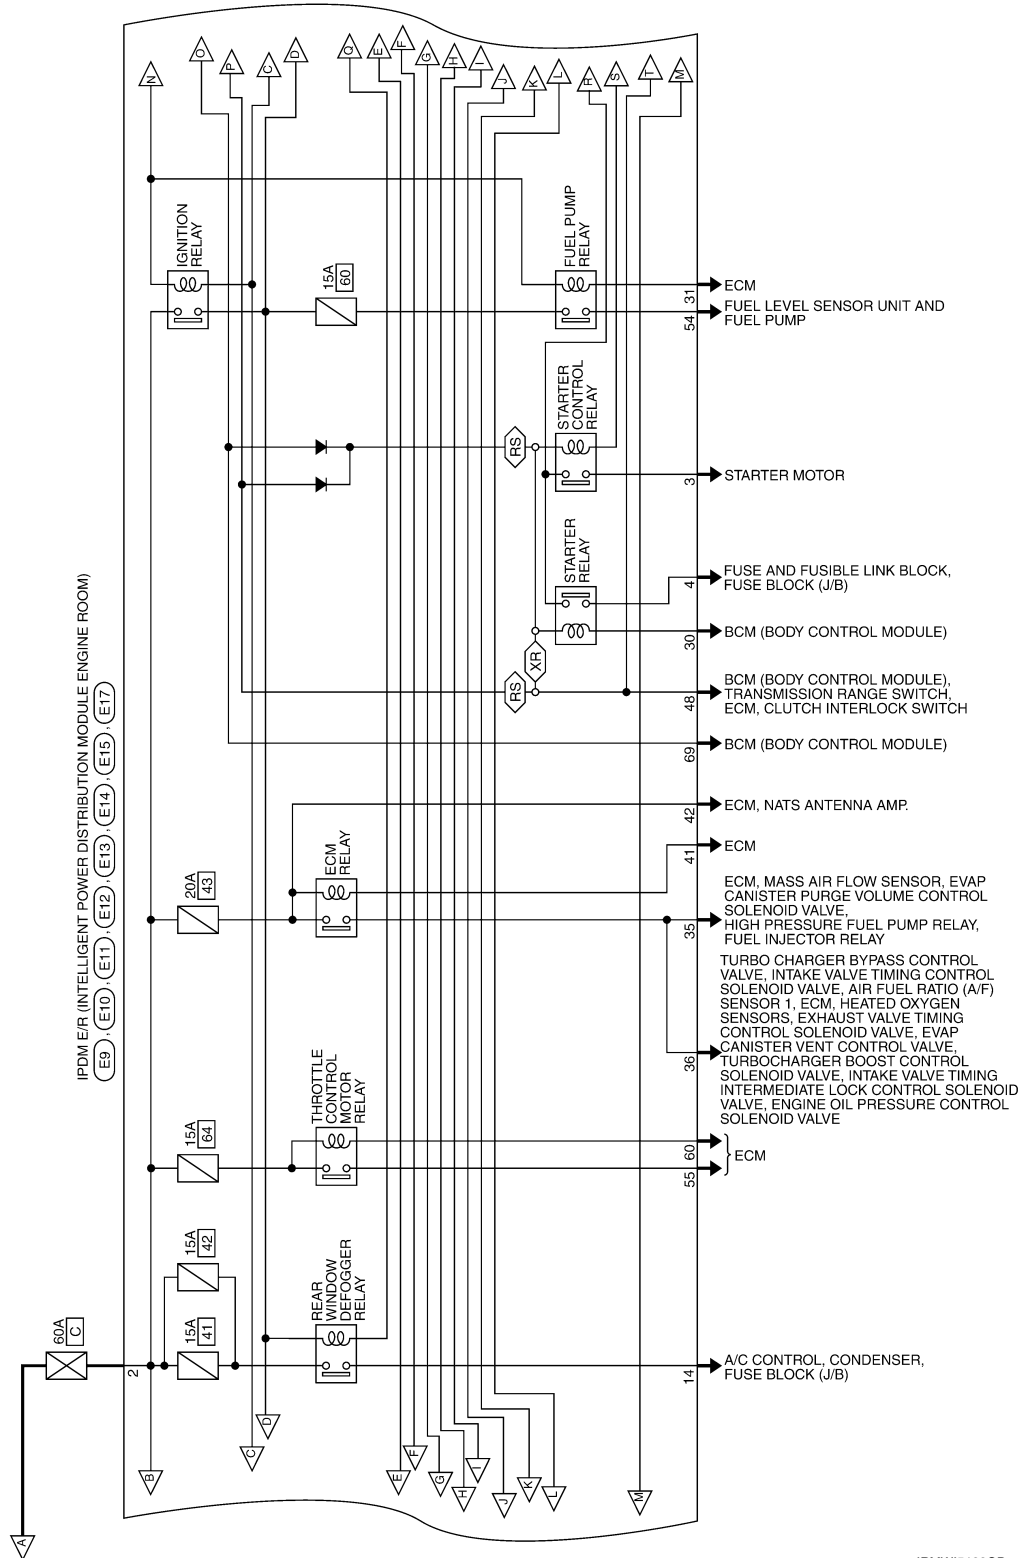 N
O
P
C
D
Q
E
F
G
H
I
J
K
L
R
S
T
M
IGNITION
RELAY
15A
60
FUEL PUMP
RELAY
31
ECM
54
FUEL LEVEL SENSOR UNIT AND
FUEL PUMP
RS
STARTER
CONTROL
RELAY
3
STARTER MOTOR
STARTER
RELAY
4
FUSE AND FUSIBLE LINK BLOCK,
FUSE BLOCK (J/B)
30
BCM (BODY CONTROL MODULE)
XR
RS
48
BCM (BODY CONTROL MODULE),
TRANSMISSION RANGE SWITCH,
ECM, CLUTCH INTERLOCK SWITCH
69
BCM (BODY CONTROL MODULE)
IPDM E/R (INTELLIGENT POWER DISTRIBUTION MODULE ENGINE ROOM)
E9 , E10 , E11 , E12 , E13 , E14 , E15 , E17
42
ECM, NATS ANTENNA AMP.
20A
43
ECM
RELAY
41
ECM
35
ECM, MASS AIR FLOW SENSOR, EVAP
CANISTER PURGE VOLUME CONTROL
SOLENOID VALVE,
HIGH PRESSURE FUEL PUMP RELAY,
FUEL INJECTOR RELAY
36
TURBO CHARGER BYPASS CONTROL
VALVE, INTAKE VALVE TIMING CONTROL
SOLENOID VALVE, AIR FUEL RATIO (A/F)
SENSOR 1, ECM, HEATED OXYGEN
SENSORS, EXHAUST VALVE TIMING
CONTROL SOLENOID VALVE, EVAP
CANISTER VENT CONTROL VALVE,
TURBOCHARGER BOOST CONTROL
SOLENOID VALVE, INTAKE VALVE TIMING
INTERMEDIATE LOCK CONTROL SOLENOID
VALVE, ENGINE OIL PRESSURE CONTROL
SOLENOID VALVE
15A
64
THROTTLE
CONTROL
MOTOR
RELAY
60
55
ECM
15A
42
60A
C
2
15A
41
REAR
WINDOW
DEFOGGER
RELAY
14
A/C CONTROL, CONDENSER,
FUSE BLOCK (J/B)
A
B
C
D
E
F
G
H
I
J
K
L
M